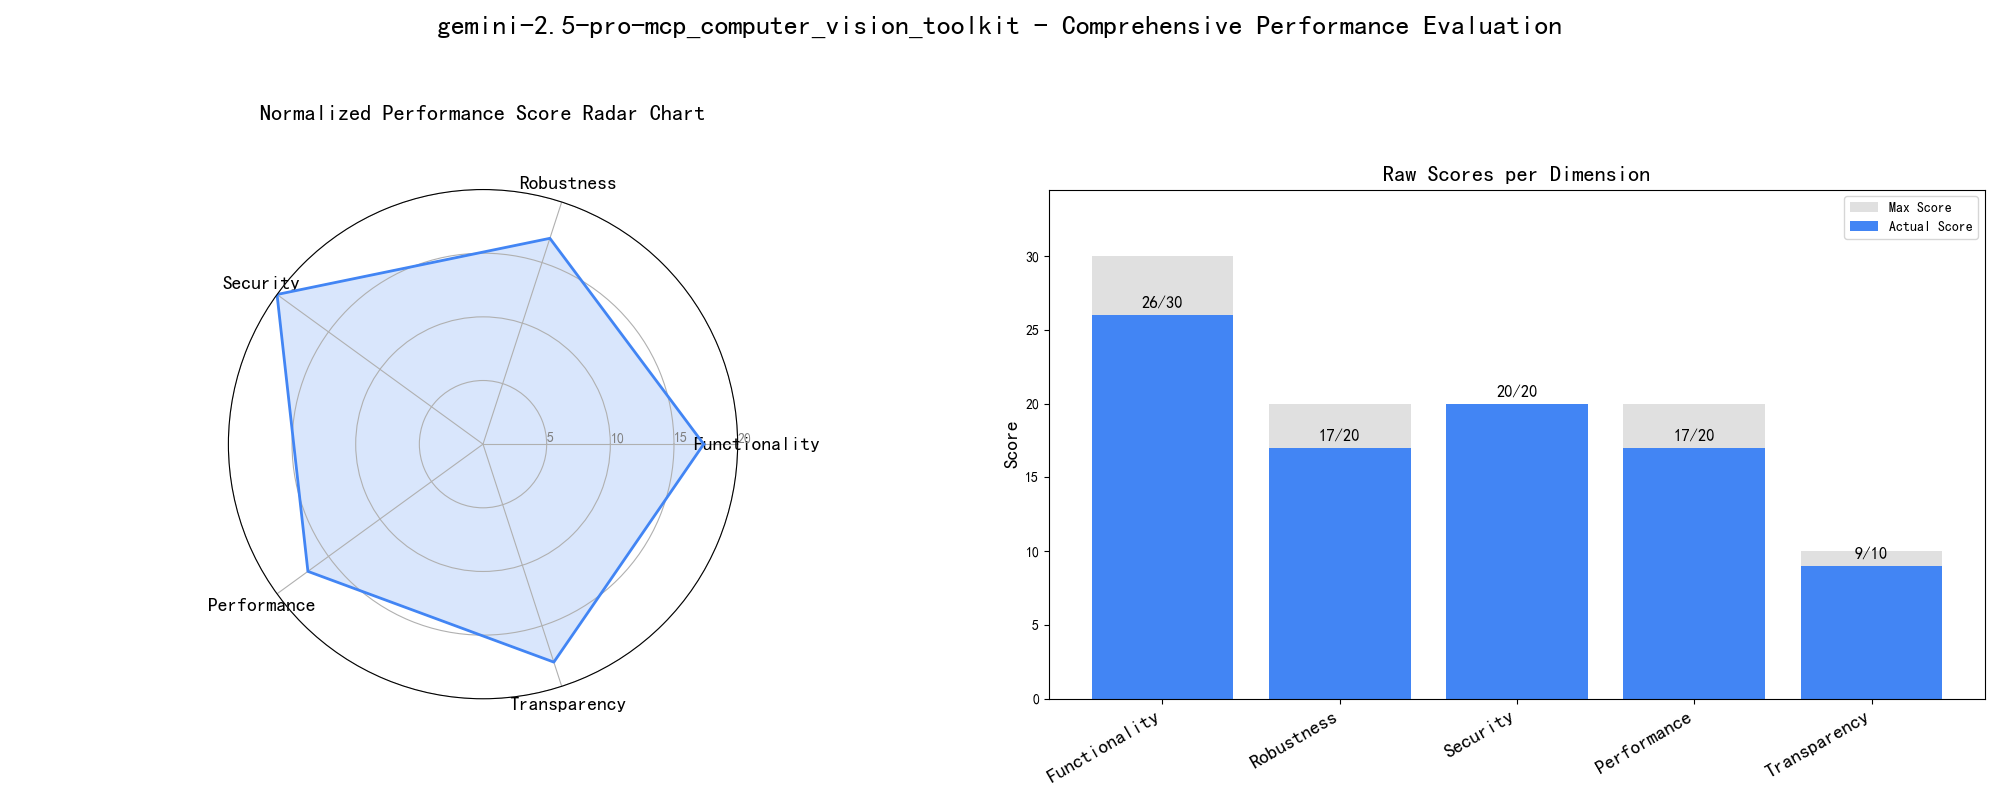 gemini-2.5-pro-mcp_computer_vision_toolkit - Comprehensive Performance Evaluation
Normalized Performance Score Radar Chart
Robustness
Security
5
10
15
20
Functionality
Performance
Transparency
Raw Scores per Dimension
Max Score
Actual Score
Score
30
25
20
15
10
5
0
26/30
17/20
20/20
17/20
9/10
Functionality
Robustness
Security
Performance
Transparency